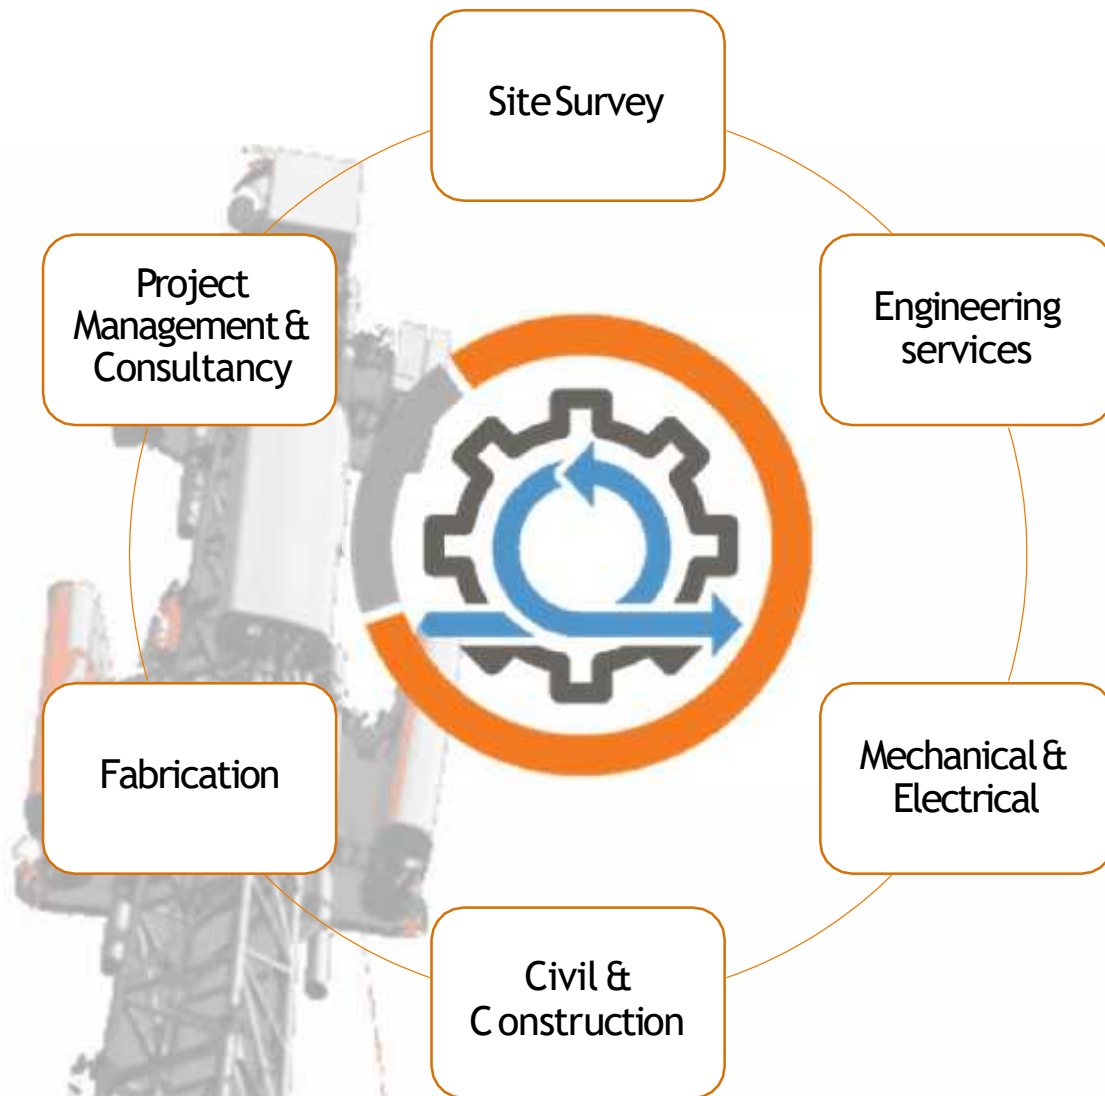 Site Survey
Engineering
services
Mechanical &
Electrical
Civil &
Construction
Fabrication
Project
Management &
Consultancy